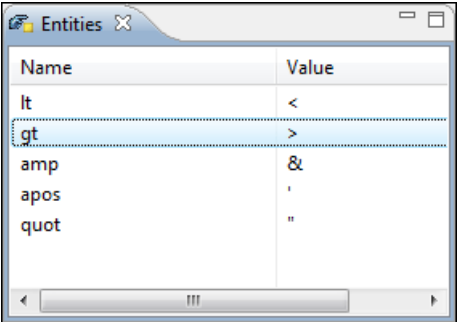 Entities
Name Value
lt <
gt >
amp &
apos '
quot "